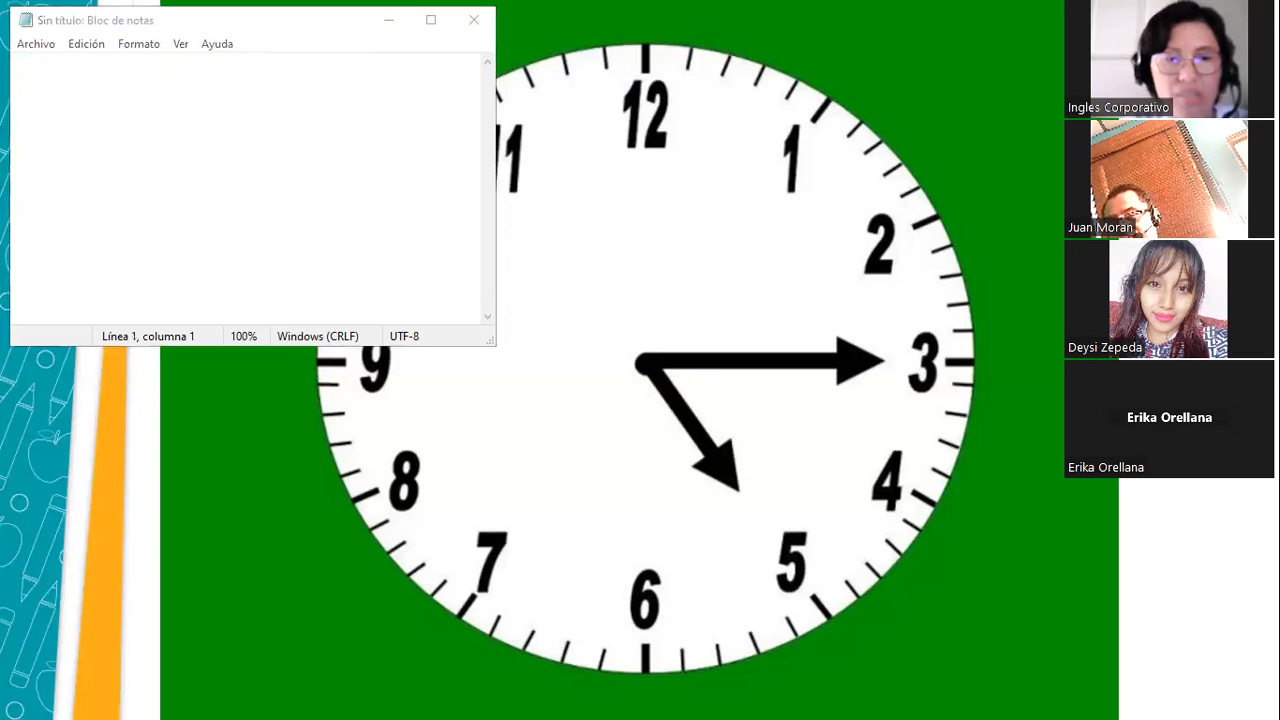 Sin título: Bloc de notas
Archivo Edición Formato Ver Ayuda
Línea 1, columna 1 100% Windows (CRLF) UTF-8
12
11
1
2
9
3
8
4
7
5
6
Ingles Corporativo
Juan Moran
Deysi Zepeda
Erika Orellana
Erika Orellana